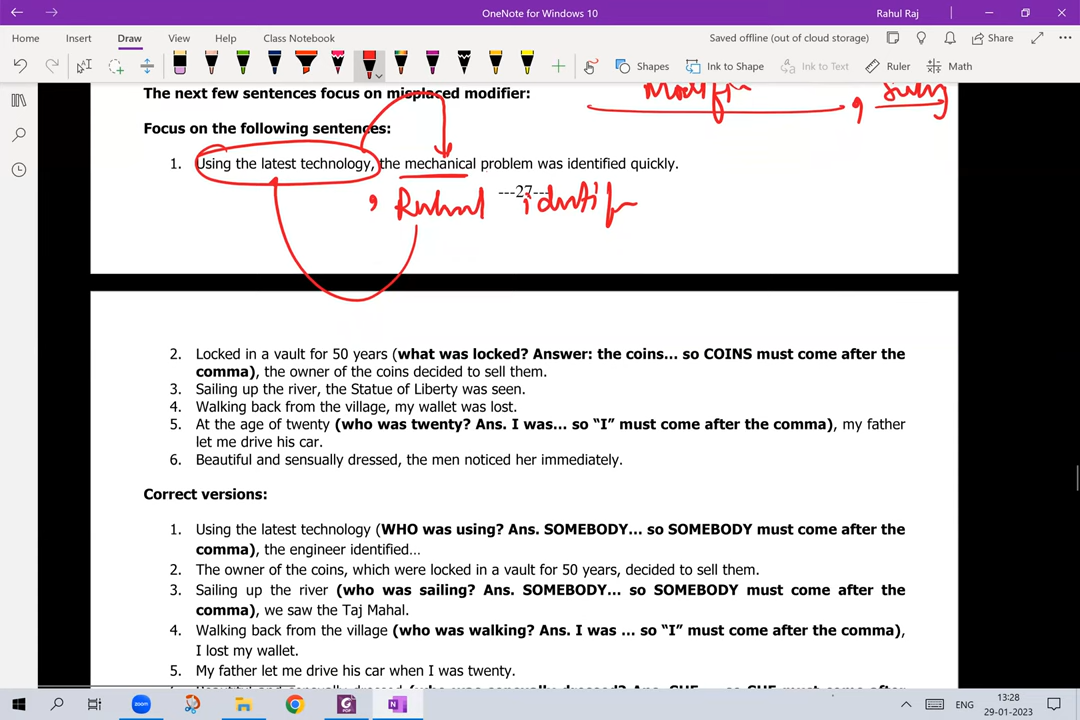 OneNote for Windows 10
Rahul Raj
Home Insert Draw View Help Class Notebook
Saved offline (out of cloud storage) Share
Shapes Ink to Shape Ink to Text Ruler Math
The next few sentences focus on misplaced modifier:
Focus on the following sentences:
1. Using the latest technology, the mechanical problem was identified quickly.
---27---
, Rahul
2. Locked in a vault for 50 years (what was locked? Answer: the coins… so COINS must come after the
comma), the owner of the coins decided to sell them.
3. Sailing up the river, the Statue of Liberty was seen.
4. Walking back from the village, my wallet was lost.
5. At the age of twenty (who was twenty? Ans. I was… so “I” must come after the comma), my father
let me drive his car.
6. Beautiful and sensually dressed, the men noticed her immediately.
Correct versions:
1. Using the latest technology (WHO was using? Ans. SOMEBODY… so SOMEBODY must come after the
comma), the engineer identified…
2. The owner of the coins, which were locked in a vault for 50 years, decided to sell them.
3. Sailing up the river (who was sailing? Ans. SOMEBODY… so SOMEBODY must come after the
comma), we saw the Taj Mahal.
4. Walking back from the village (who was walking? Ans. I was … so “I” must come after the comma),
I lost my wallet.
5. My father let me drive his car when I was twenty.
zoom
ENG
13:28
29-01-2023